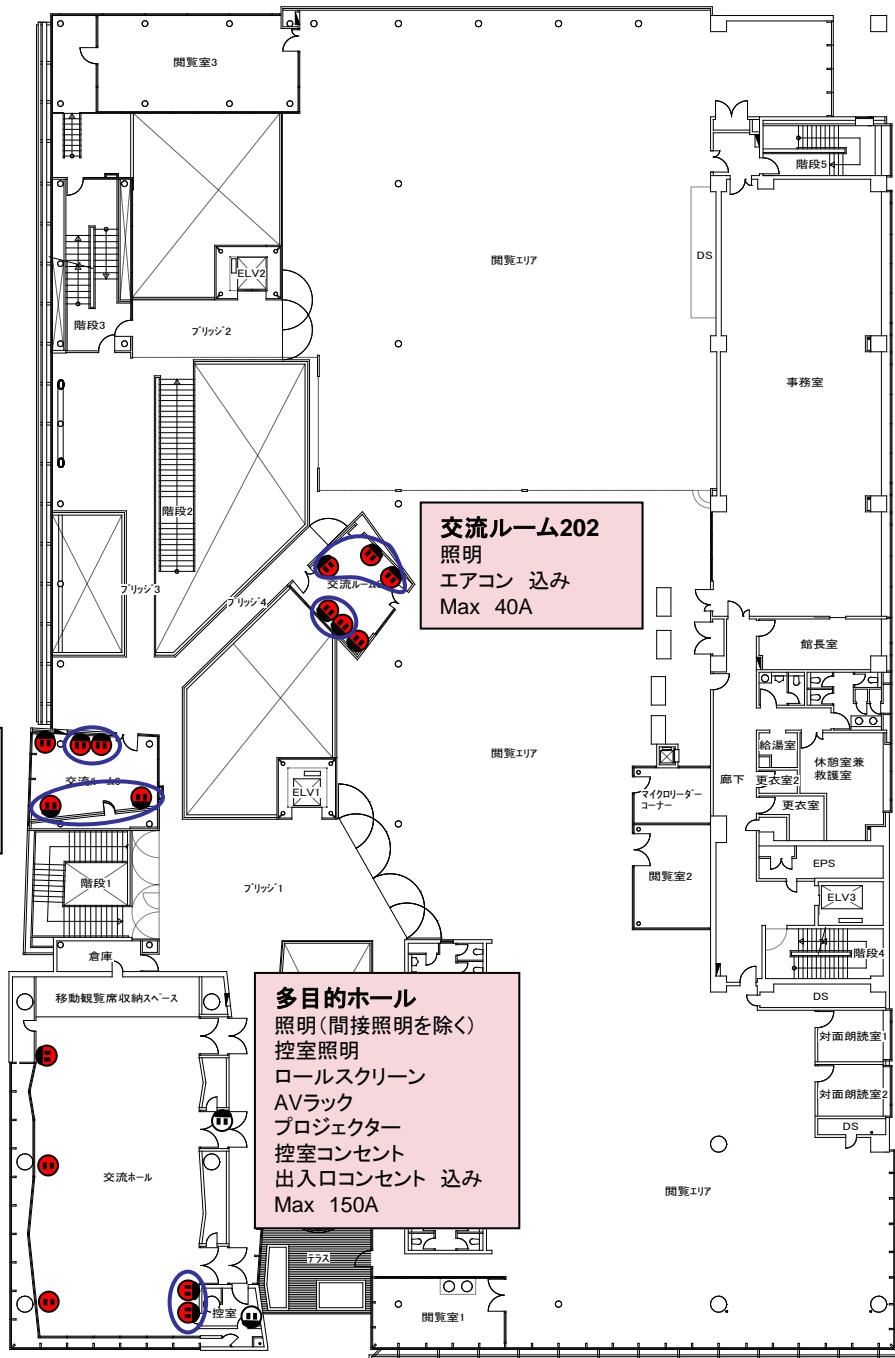 閲覧室3
階段5
ELV2
閲覧エリア
DS
階段3
ブリッジ2
事務室
階段2
交流ルーム202
照明
エアコン 込み
Max 40A
交流ルーム
ブリッジ3
ブリッジ4
館長室
閲覧エリア
給湯室
休憩室兼
救護室
廊下
更衣室2
更衣室
交流ルーム6
ELV1
マイクロリーダー
コーナー
EPS
閲覧室2
ELV3
階段1
ブリッジ1
階段4
倉庫
移動観覧席収納スペース
DS
多目的ホール
照明(間接照明を除く)
控室照明
ロールスクリーン
AVラック
プロジェクター
控室コンセント
出入口コンセント 込み
Max 150A
対面朗読室1
対面朗読室2
DS
交流ホール
閲覧エリア
テラス
控室
閲覧室1